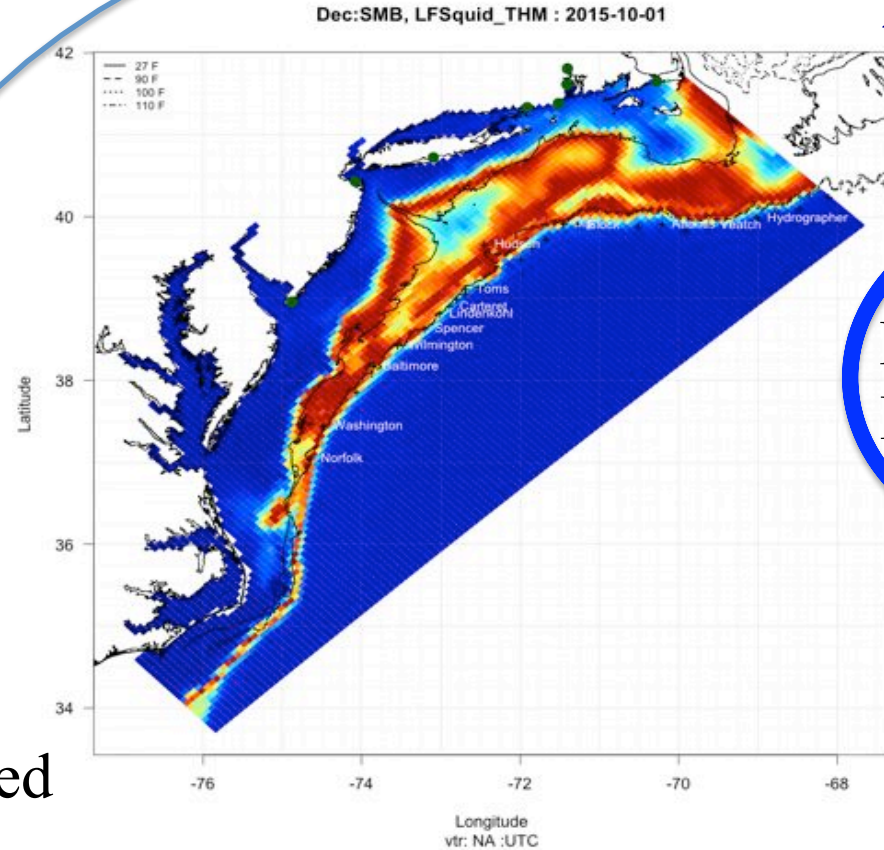 Dec:SMB, LFSquid_THM : 2015-10-01
42
27 F
90 F
100 F
110 F
40
Hydrographer
Block
Atlantis Veatch
Hudson
Toms
Carteret
Lindenkohl
Spencer
Wilmington
38
Baltimore
Washington
Norfolk
Latitude
36
34
ed
-76
-74
-72
-70
-68
Longitude
vtr: NA :UTC